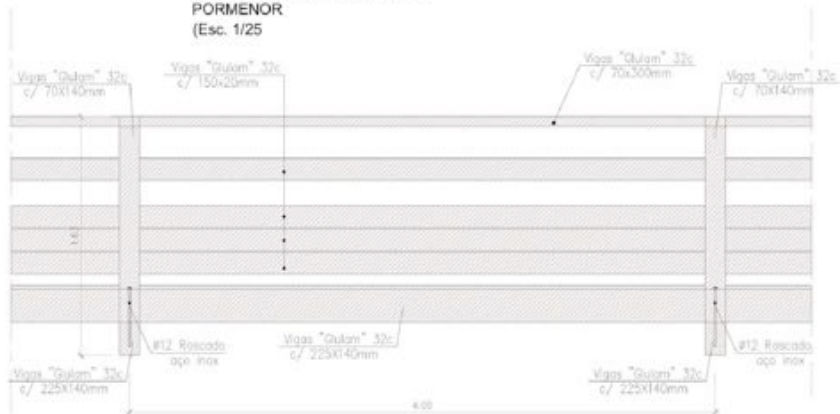 PORMENOR
(Esc. 1/25
Vigas "Glulam" 32c
c/ 70X140mm
Vigas "Glulam" 32c
c/ 150x20mm
Vigas "Glulam" 32c
c/ 70x300mm
Vigas "Glulam" 32c
c/ 70X140mm
#12 Roscado
aço inox
Vigas "Glulam" 32c
c/ 225X140mm
#12 Roscado
aço inox
Vigas "Glulam" 32c
c/ 225X140mm
Vigas "Glulam" 32c
c/ 225X140mm
4.00